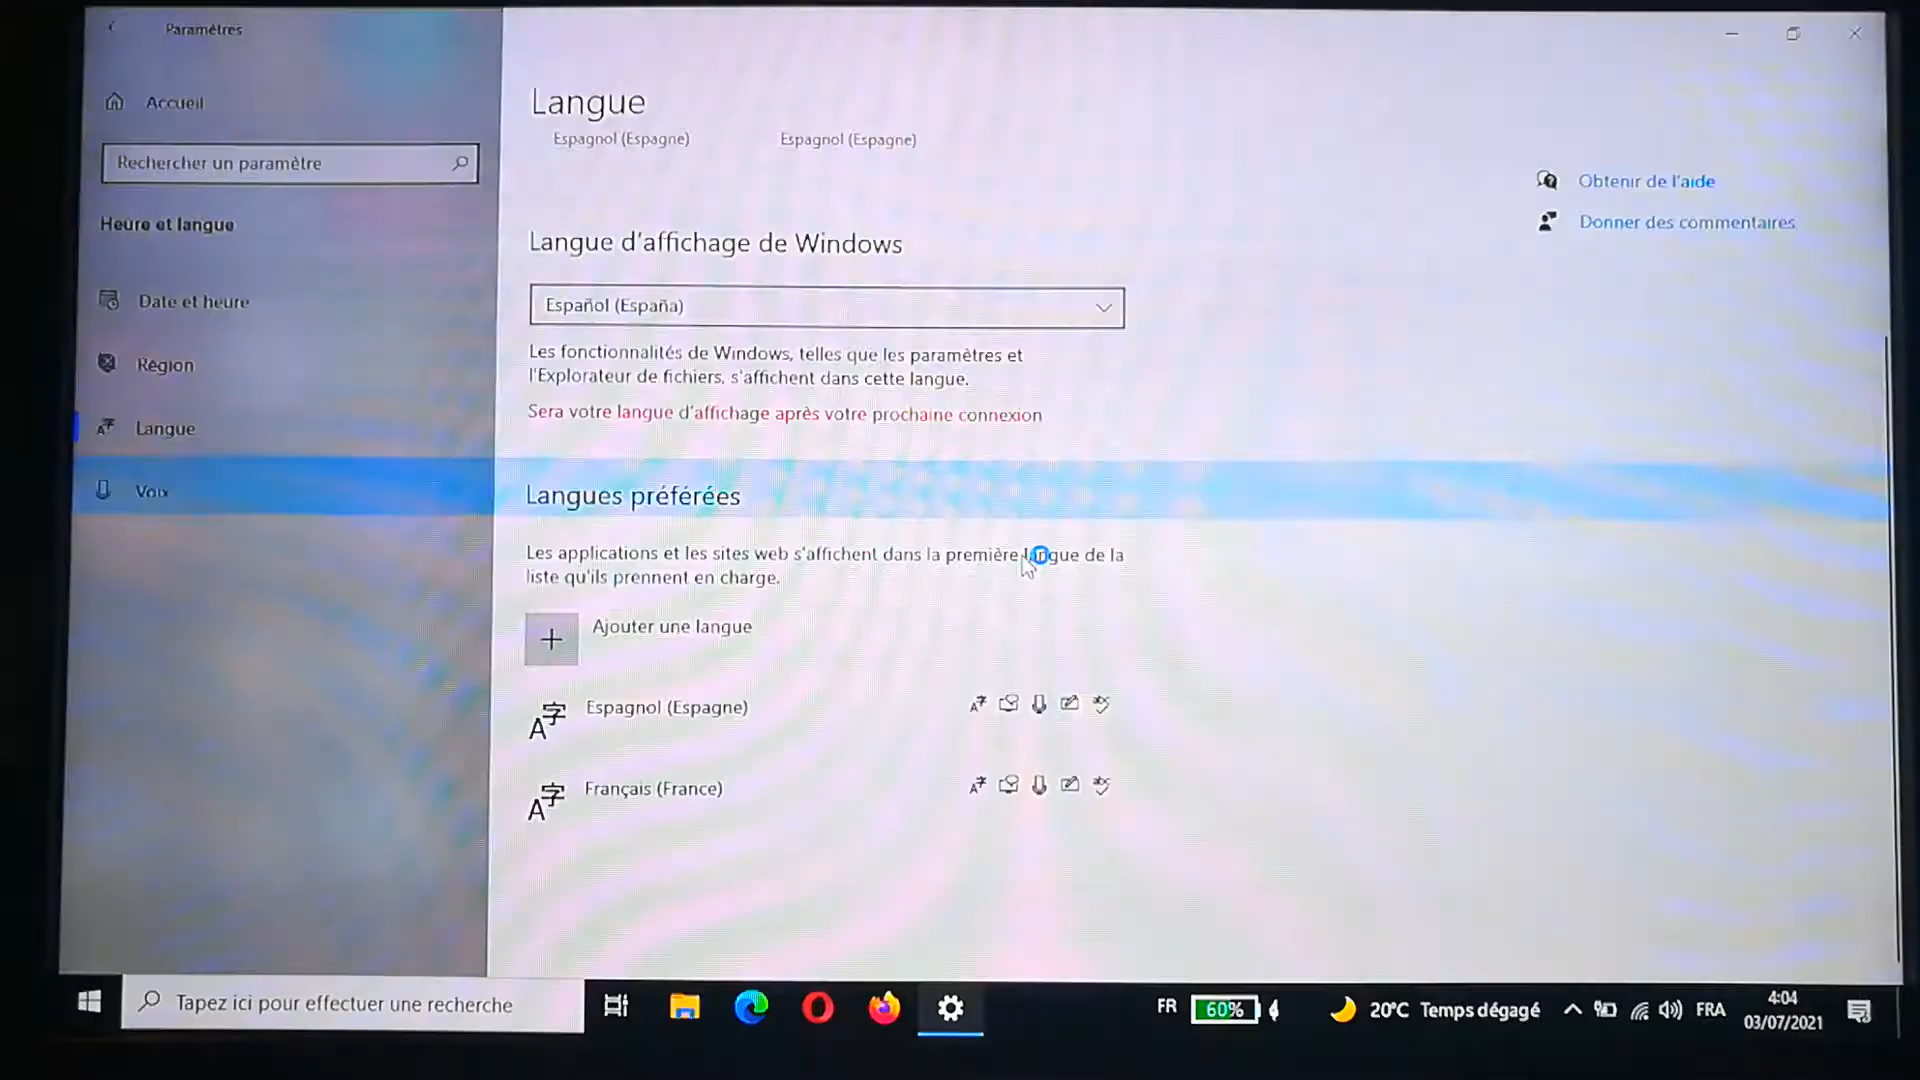 Paramètres
Accueil
Rechercher un paramètre
Heure et langue
Date et heure
Région
Langue
Voix
Langue
Espagnol (Espagne)
Espagnol (Espagne)
Langue d'affichage de Windows
Español (España)
Les fonctionnalités de Windows, telles que les paramètres et
l'Explorateur de fichiers, s'affichent dans cette langue.
Sera votre langue d'affichage après votre prochaine connexion
Langues préférées
Les applications et les sites web s'affichent dans la première langue de la
liste qu'ils prennent en charge.
Ajouter une langue
Espagnol (Espagne)
Français (France)
Obtenir de l'aide
Donner des commentaires
Tapez ici pour effectuer une recherche
FR
60%
20°C Temps dégagé
FRA
4:04
03/07/2021